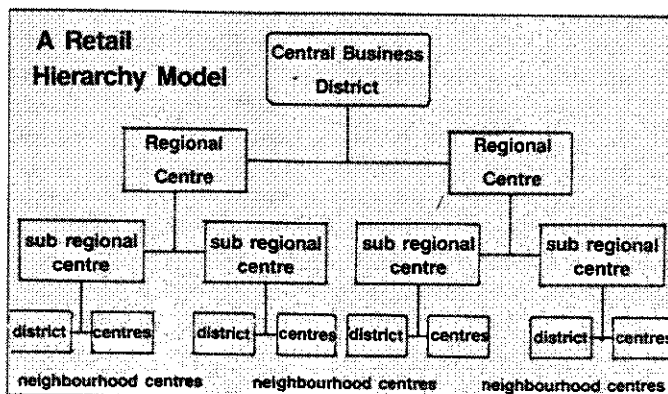 A Retail
Hierarchy Model
Central Business
District
Regional
Centre
Regional
Centre
sub regional
centre
sub regional
centre
sub regional
centre
sub regional
centre
district centres district centres district centres district centres
neighbourhood centres neighbourhood centres neighbourhood centres